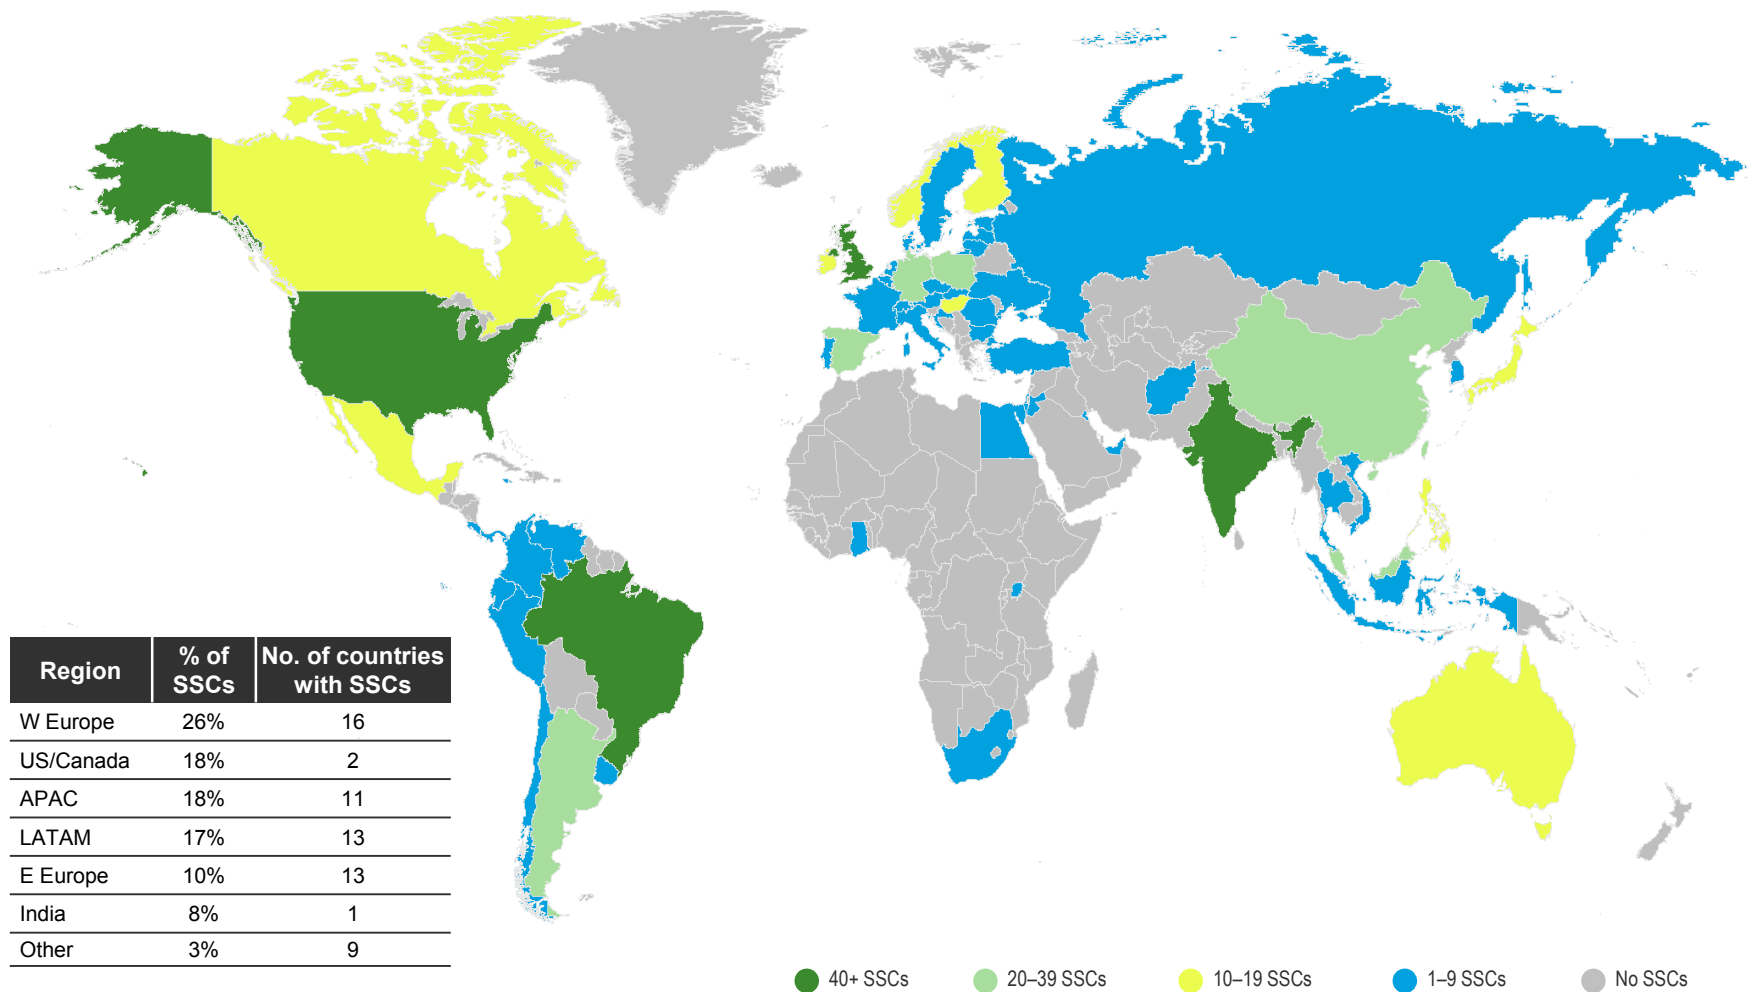 Region % of SSCs No. of countries with SSCs
W Europe 26% 16
US/Canada 18% 2
APAC 18% 11
LATAM 17% 13
E Europe 10% 13
India 8% 1
Other 3% 9
40+ SSCs 20–39 SSCs 10–19 SSCs 1–9 SSCs No SSCs